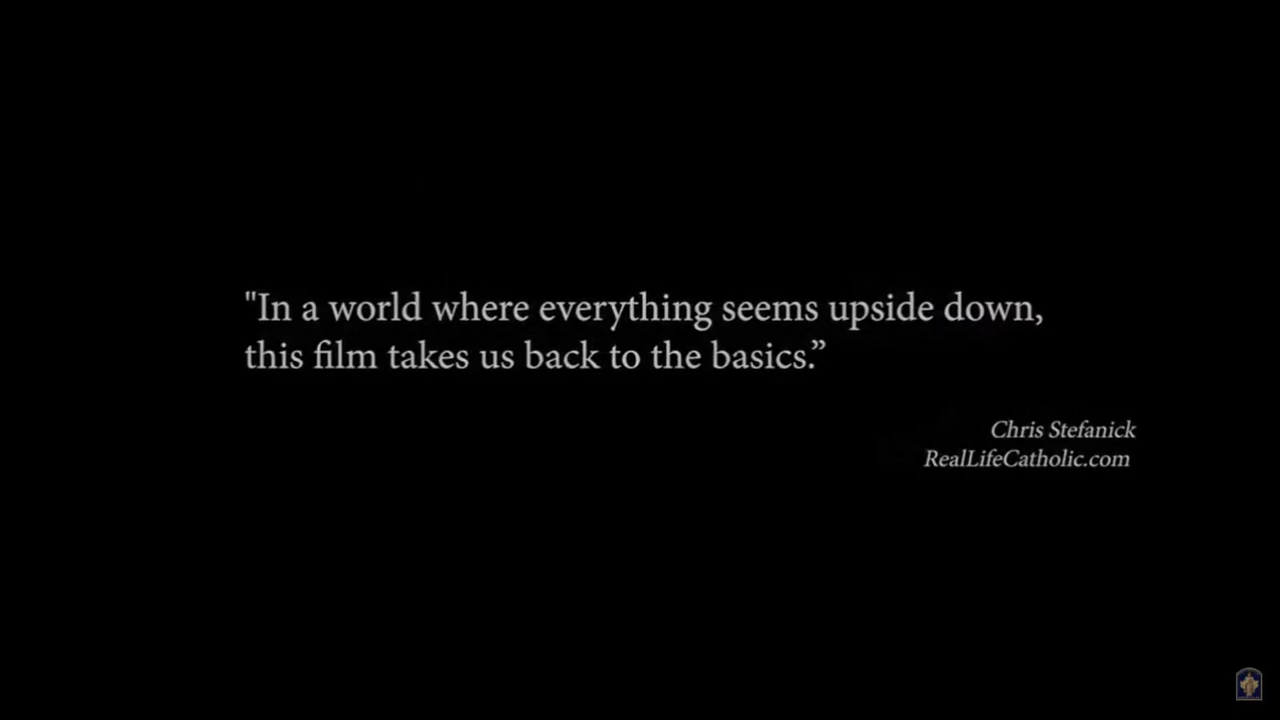 "In a world where everything seems upside down,
this film takes us back to the basics.”
Chris Stefanick
RealLifeCatholic.com